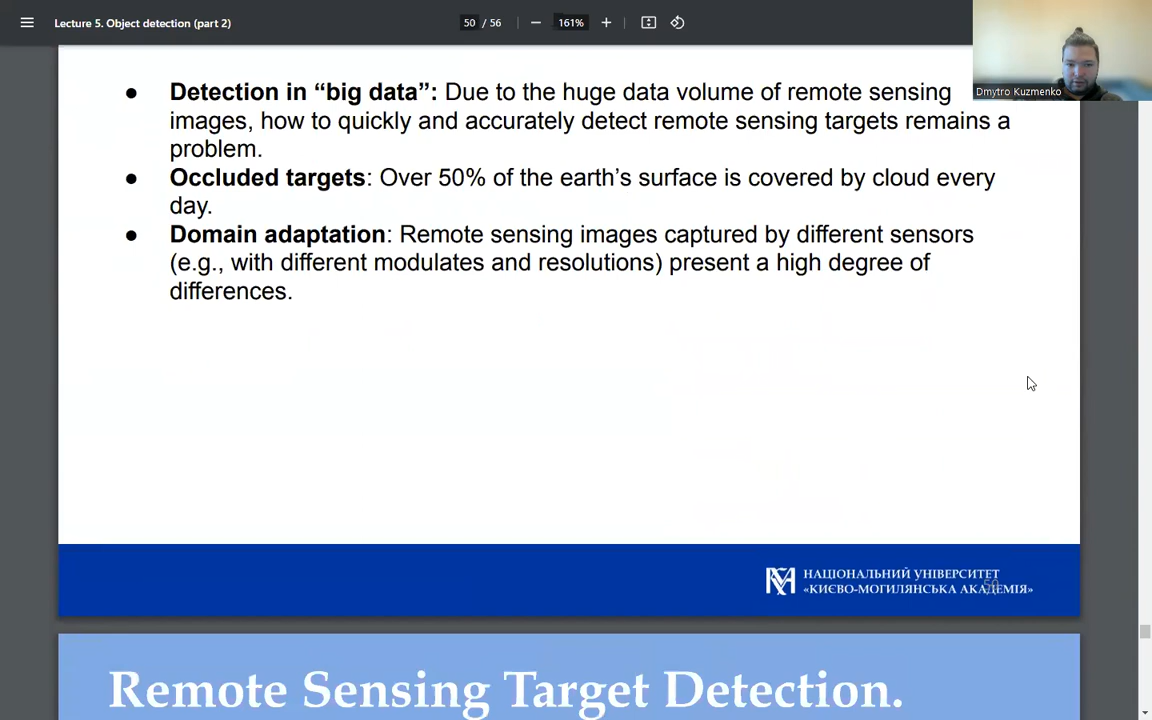 Lecture 5. Object detection (part 2)
50 / 56
161%
Dmytro Kuzmenko
● Detection in “big data”: Due to the huge data volume of remote sensing
images, how to quickly and accurately detect remote sensing targets remains a
problem.
● Occluded targets: Over 50% of the earth’s surface is covered by cloud every
day.
● Domain adaptation: Remote sensing images captured by different sensors
(e.g., with different modulates and resolutions) present a high degree of
differences.
НАЦІОНАЛЬНИЙ УНІВЕРСИТЕТ
«КИЄВО-МОГИЛЯНСЬКА АКАДЕМІЯ»
50
Remote Sensing Target Detection.